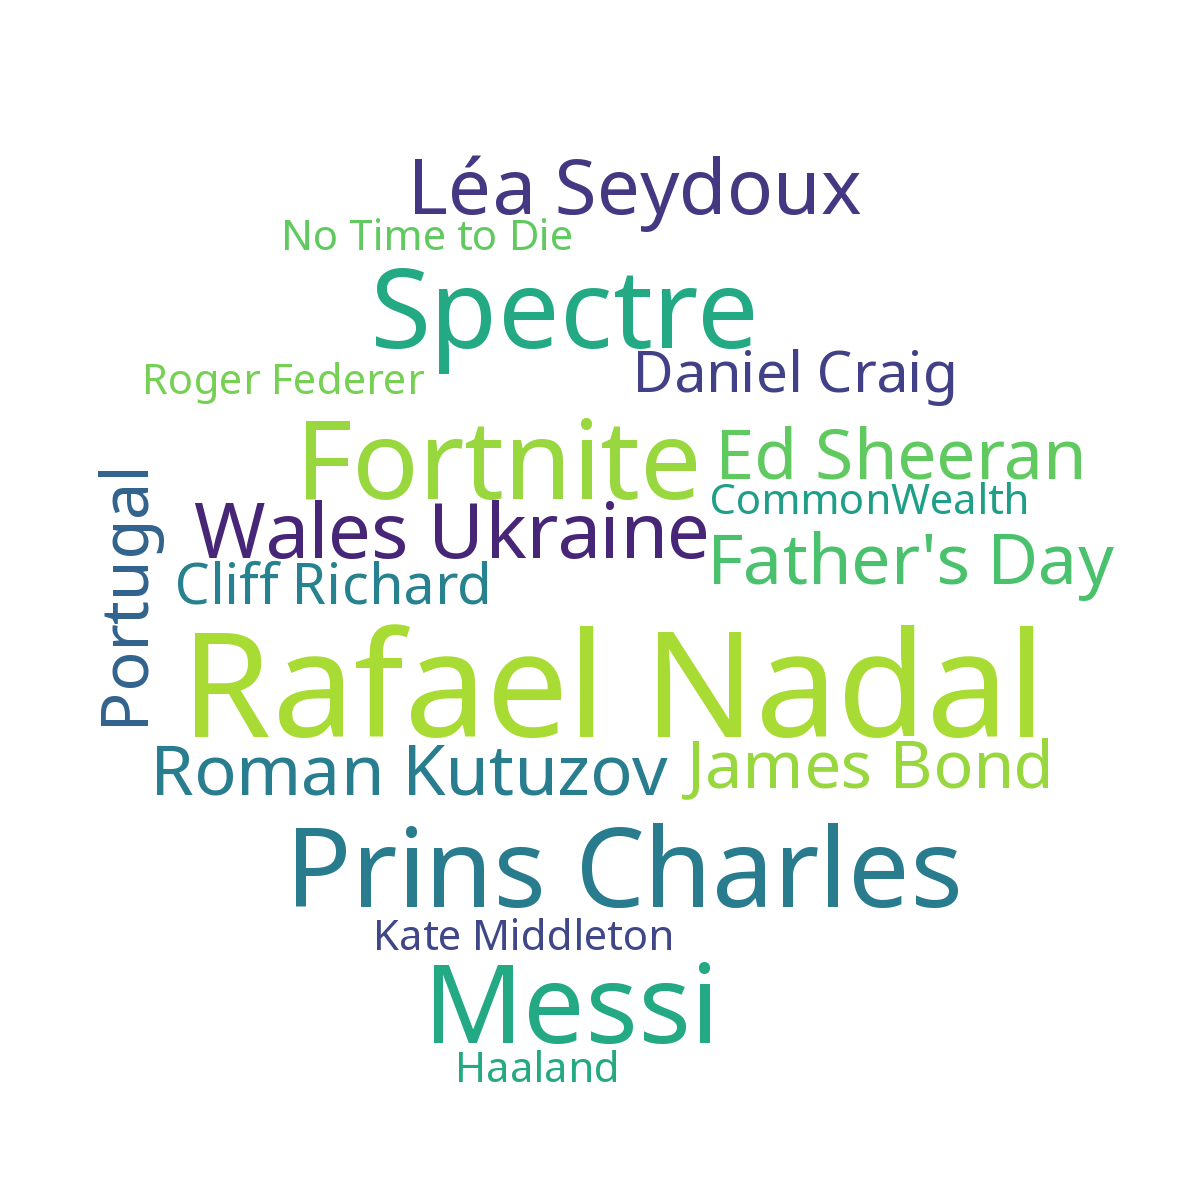 Léa Seydoux
No Time to Die
Spectre
Roger Federer
Daniel Craig
Fortnite
Ed Sheeran
CommonWealth
Wales Ukraine
Father's Day
Portugal
Cliff Richard
Rafael Nadal
Roman Kutuzov
James Bond
Prins Charles
Kate Middleton
Messi
Haaland